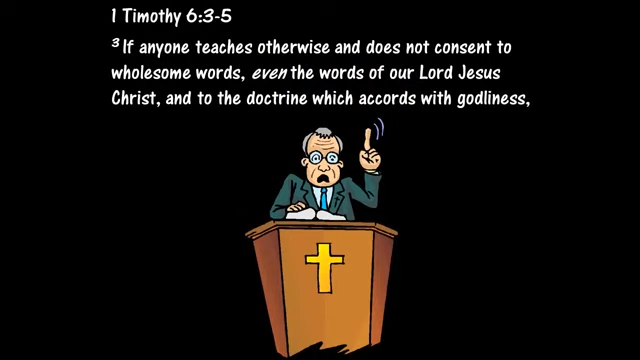 1 Timothy 6:3-5
3 If anyone teaches otherwise and does not consent to
wholesome words, even the words of our Lord Jesus
Christ, and to the doctrine which accords with godliness,